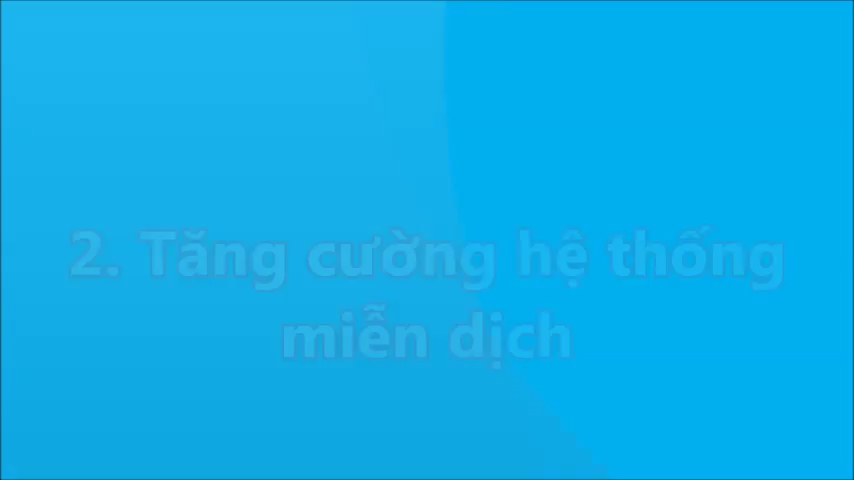 2. Tăng cường hệ thống
miễn dịch